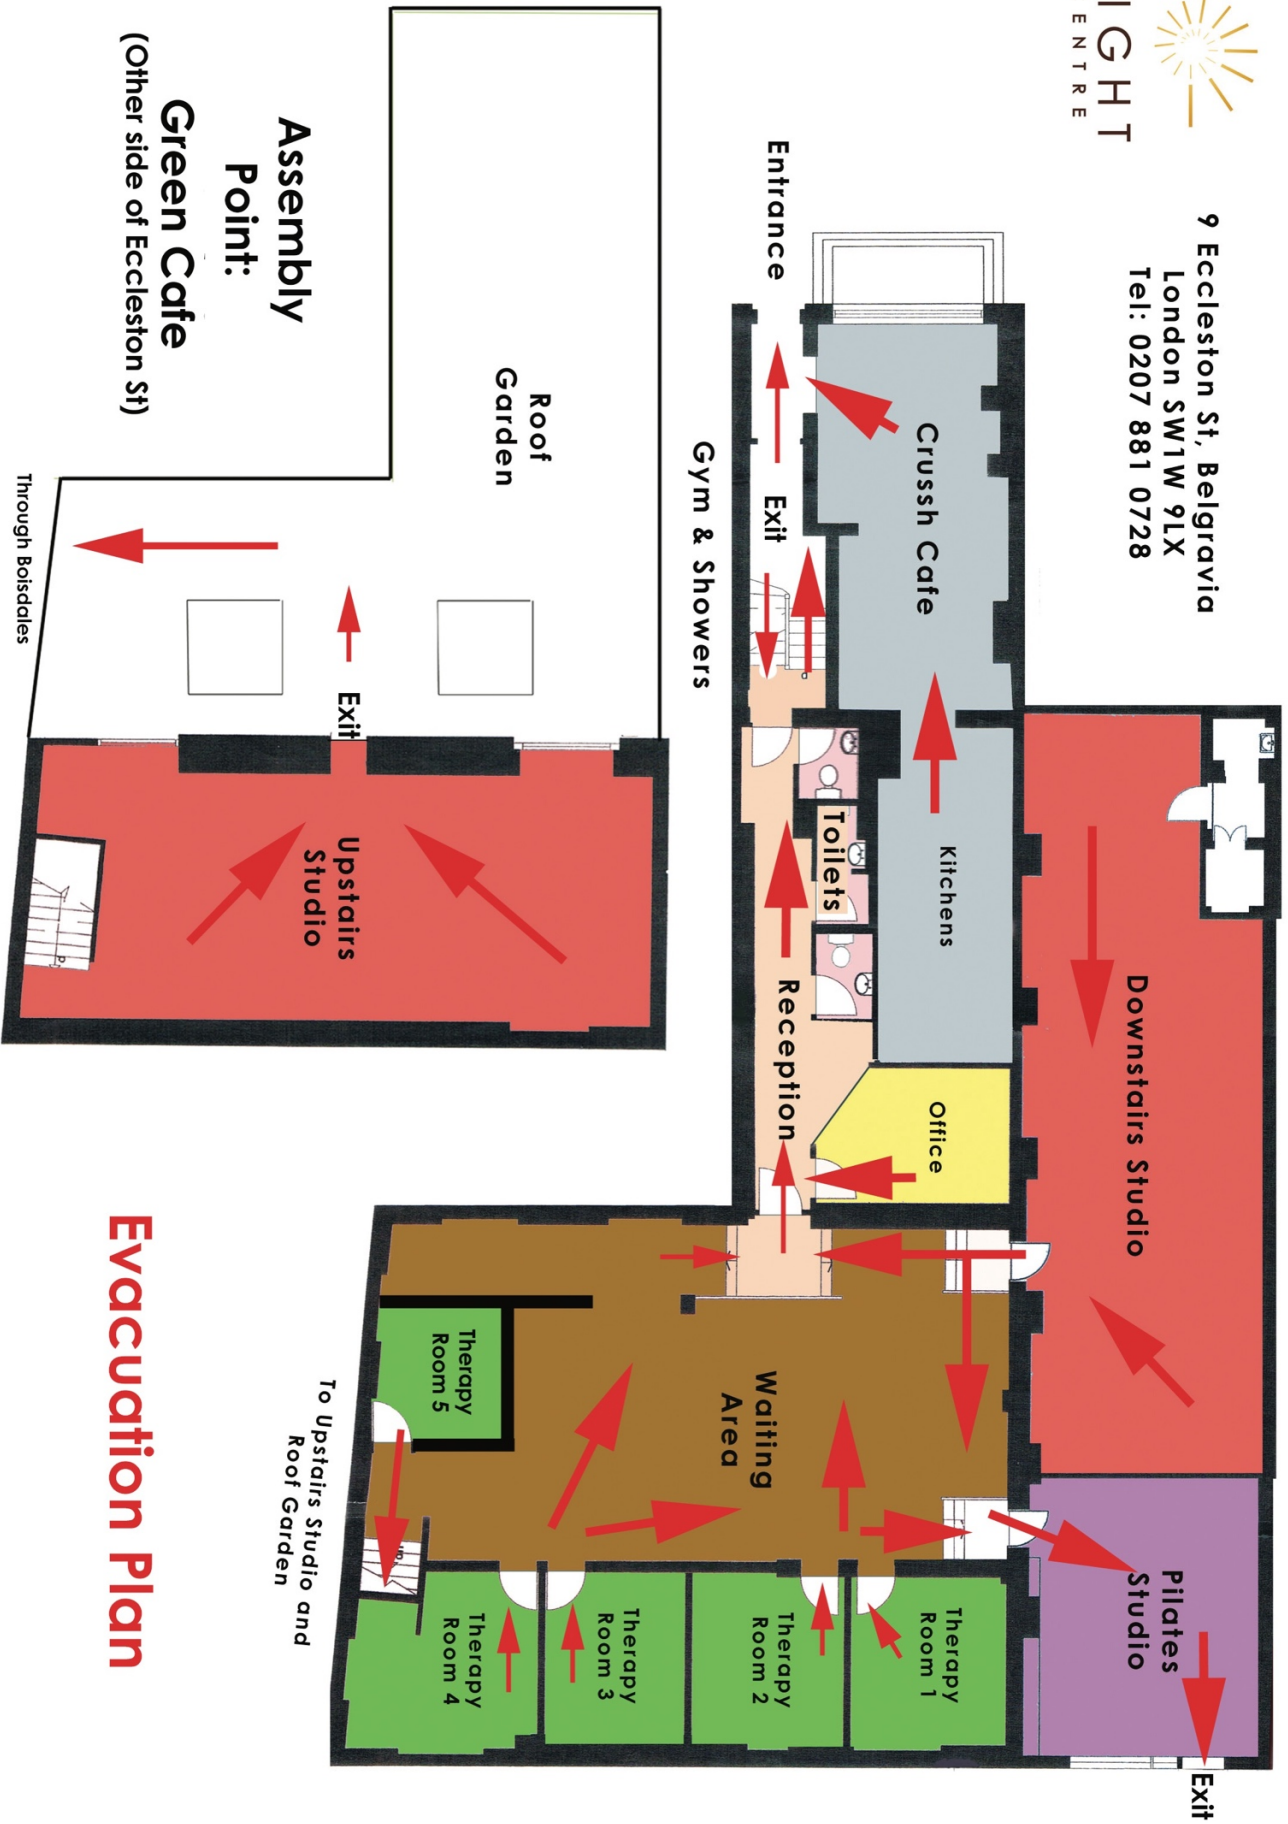 IGHT
ENTRE
9 Eccleston St, Belgravia
London SW1W 9LX
Tel: 0207 881 0728
Downstairs Studio
Pilates
Studio
Exit
Crussh Cafe
Kitchens
Office
Entrance
Exit
Toilets
Reception
Gym & Showers
Waiting
Area
Therapy
Room 1
Therapy
Room 2
Therapy
Room 3
Therapy
Room 4
Therapy
Room 5
To Upstairs Studio and
Roof Garden
Roof
Garden
Exit
Upstairs
Studio
Assembly
Point:
Green Cafe
(Other side of Eccleston St)
Through Boisdales
Evacuation Plan